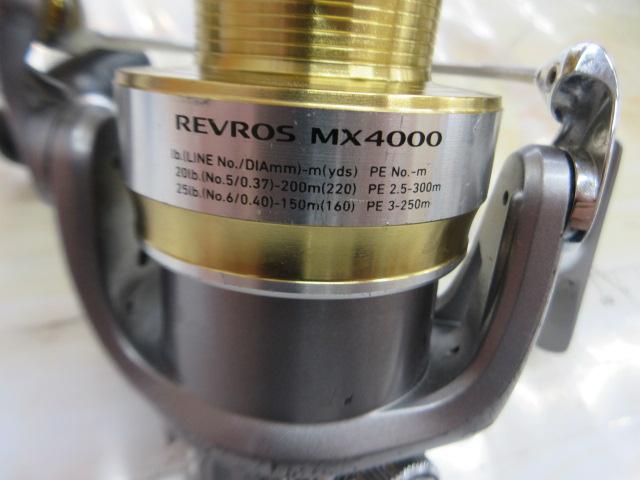 REVROS MX4000
lb.(LINE No./DIAmm)-m(yds) PE No.-m
20lb.(No.5/0.37)-200m(220) PE 2.5-300m
25lb.(No.6/0.40)-150m(160) PE 3-250m